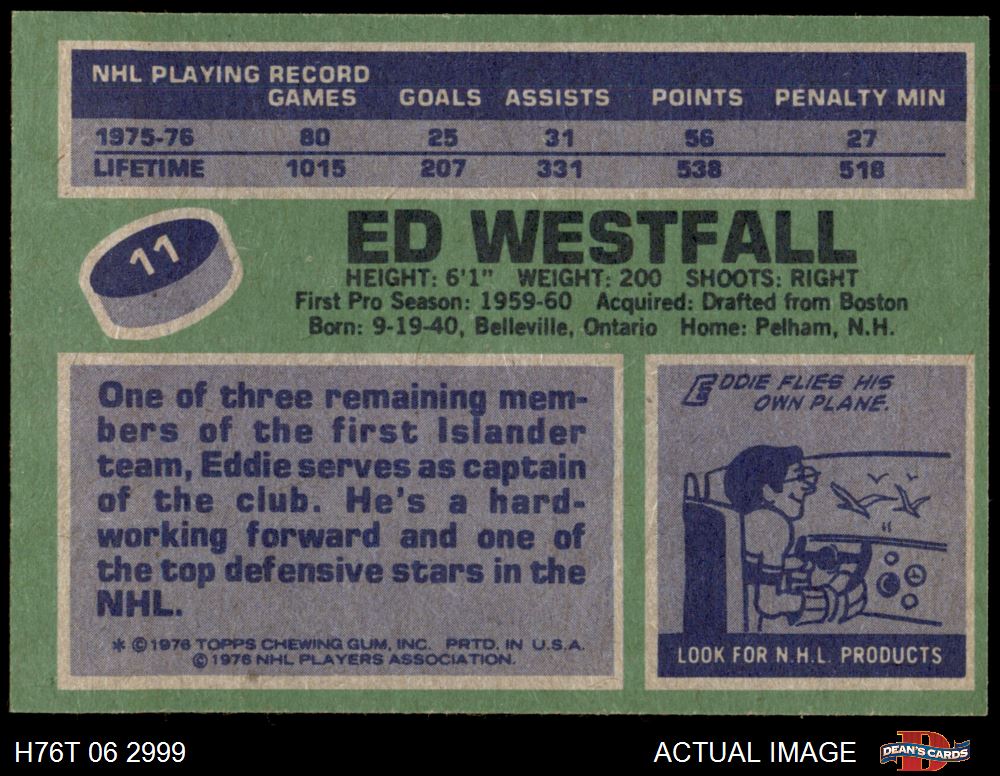 NHL PLAYING RECORD
GAMES GOALS ASSISTS POINTS PENALTY MIN
1975-76 80 25 31 56 27
LIFETIME 1015 207 331 538 518
11
ED WESTFALL
HEIGHT: 6'1" WEIGHT: 200 SHOOTS: RIGHT
First Pro Season: 1959-60 Acquired: Drafted from Boston
Born: 9-19-40, Belleville, Ontario Home: Pelham, N.H.
One of three remaining mem-
bers of the first Islander
team, Eddie serves as captain
of the club. He's a hard-
working forward and one of
the top defensive stars in the
NHL.
* © 1976 TOPPS CHEWING GUM, INC. PRTD. IN U.S.A.
© 1976 NHL PLAYERS ASSOCIATION.
EDDIE FLIES HIS
OWN PLANE.
LOOK FOR N.H.L. PRODUCTS
H76T 06 2999
ACTUAL IMAGE
DEAN'S CARDS